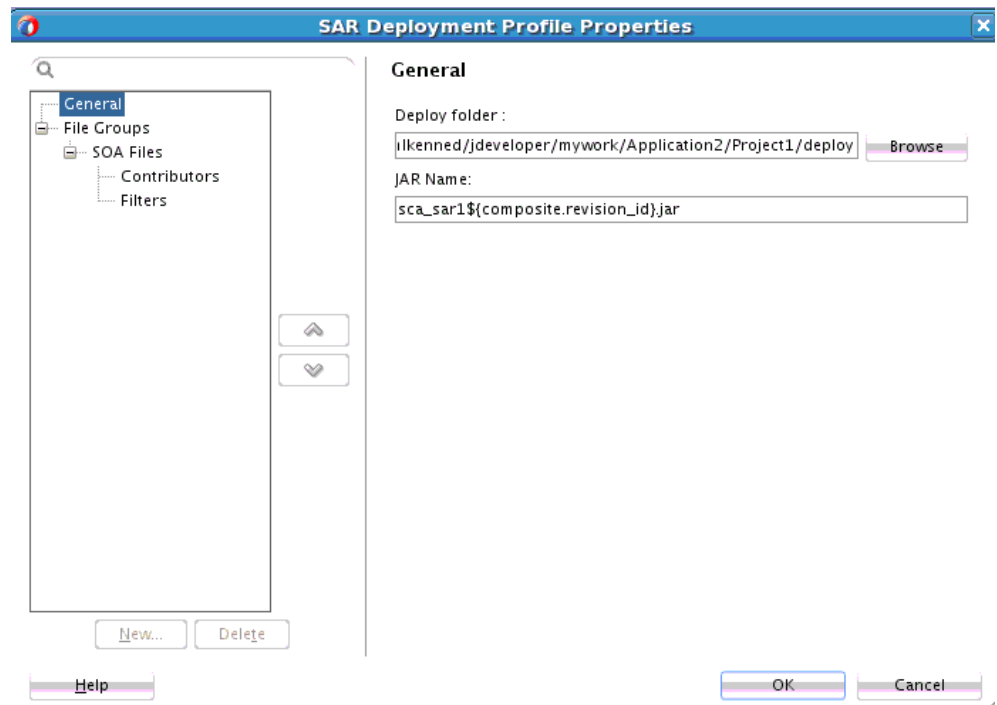 SAR Deployment Profile Properties
General
File Groups
SOA Files
Contributors
Filters
New...
Delete
General
Deploy folder :
ilkenned/jdeveloper/mywork/Application2/Project1/deploy
Browse
JAR Name:
sca_sar1${composite.revision_id}.jar
Help
OK
Cancel